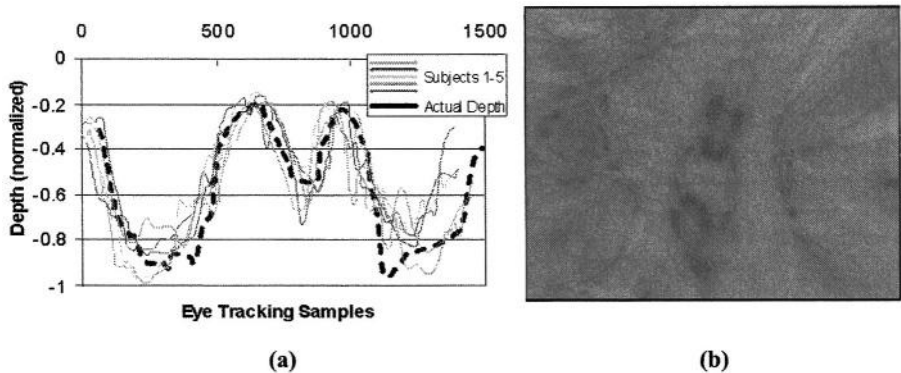 0 500 1000 1500
0
-0.2
-0.4
-0.6
-0.8
-1
Depth (normalized)
Subjects 1-5
Actual Depth
Eye Tracking Samples
(a)
(b)